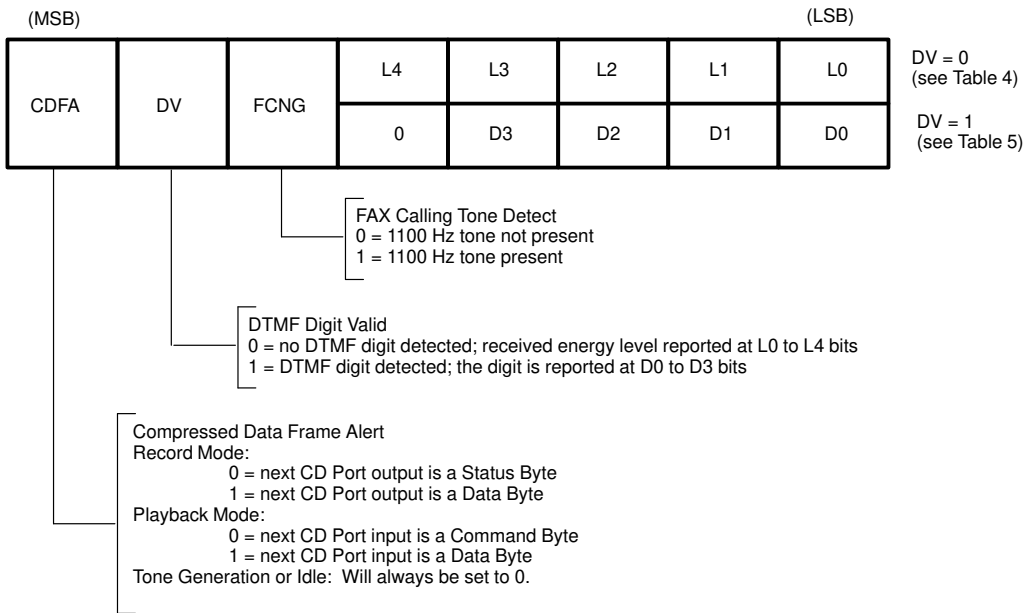 (MSB) (LSB)
CDFA DV FCNG L4 L3 L2 L1 L0
0 D3 D2 D1 D0
DV = 0
(see Table 4)
DV = 1
(see Table 5)
FAX Calling Tone Detect
0 = 1100 Hz tone not present
1 = 1100 Hz tone present
DTMF Digit Valid
0 = no DTMF digit detected; received energy level reported at L0 to L4 bits
1 = DTMF digit detected; the digit is reported at D0 to D3 bits
Compressed Data Frame Alert
Record Mode:
0 = next CD Port output is a Status Byte
1 = next CD Port output is a Data Byte
Playback Mode:
0 = next CD Port input is a Command Byte
1 = next CD Port input is a Data Byte
Tone Generation or Idle: Will always be set to 0.